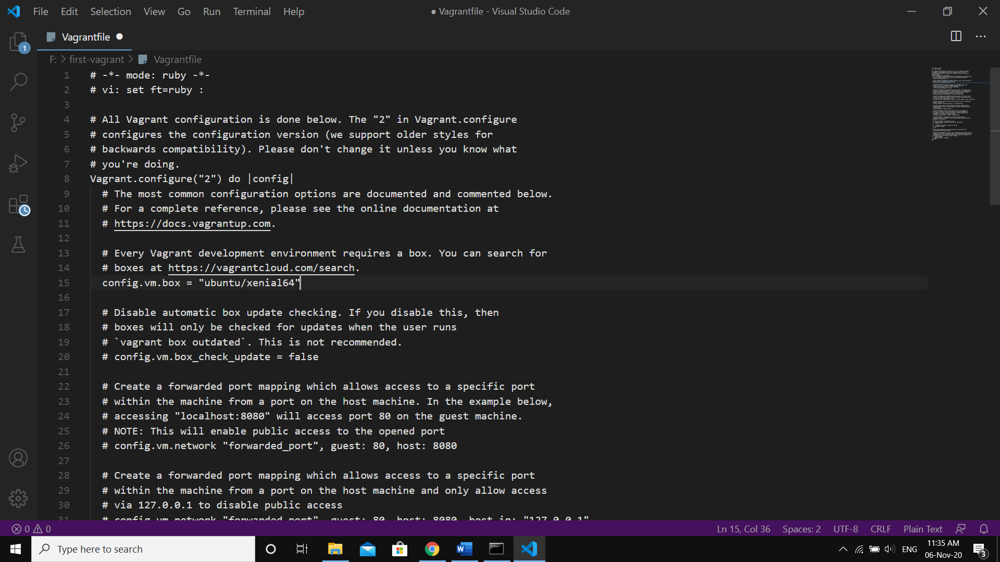 File Edit Selection View Go Run Terminal Help ● Vagrantfile - Visual Studio Code
Vagrantfile ●
1
F: > first-vagrant > Vagrantfile
1 # -*- mode: ruby -*-
2 # vi: set ft=ruby :
3
4 # All Vagrant configuration is done below. The "2" in Vagrant.configure
5 # configures the configuration version (we support older styles for
6 # backwards compatibility). Please don't change it unless you know what
7 # you're doing.
8 Vagrant.configure("2") do |config|
9 # The most common configuration options are documented and commented below.
10 # For a complete reference, please see the online documentation at
11 # https://docs.vagrantup.com.
12
13 # Every Vagrant development environment requires a box. You can search for
14 # boxes at https://vagrantcloud.com/search.
15 config.vm.box = "ubuntu/xenial64"
16
17 # Disable automatic box update checking. If you disable this, then
18 # boxes will only be checked for updates when the user runs
19 # `vagrant box outdated`. This is not recommended.
20 # config.vm.box_check_update = false
21
22 # Create a forwarded port mapping which allows access to a specific port
23 # within the machine from a port on the host machine. In the example below,
24 # accessing "localhost:8080" will access port 80 on the guest machine.
25 # NOTE: This will enable public access to the opened port
26 # config.vm.network "forwarded_port", guest: 80, host: 8080
27
28 # Create a forwarded port mapping which allows access to a specific port
29 # within the machine from a port on the host machine and only allow access
30 # via 127.0.0.1 to disable public access
31 # config.vm.network "forwarded_port", guest: 80, host: 8080, host_ip: "127.0.0.1"
0 0 Ln 15, Col 36 Spaces: 2 UTF-8 CRLF Plain Text
Type here to search
ENG
11:35 AM
06-Nov-20
3